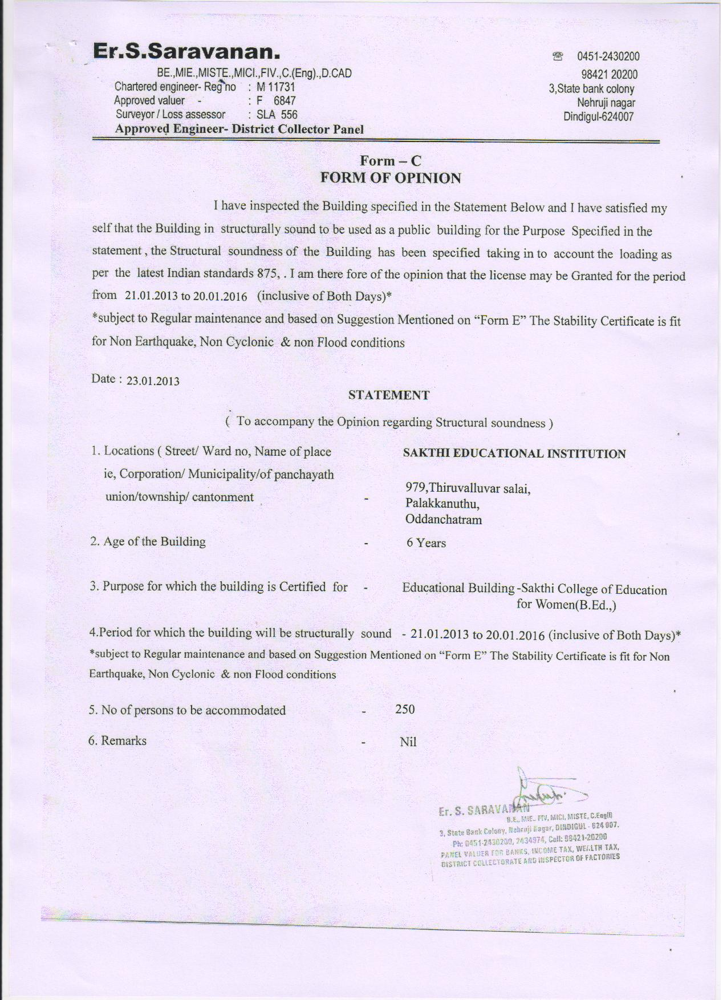 Er.S.Saravanan.
BE.,MIE.,MISTE.,MICI.,FIV.,C.(Eng).,D.CAD
Chartered engineer- Reg no : M 11731
Approved valuer - : F 6847
Surveyor / Loss assessor : SLA 556
Approved Engineer- District Collector Panel
☏ 0451-2430200
98421 20200
3,State bank colony
Nehruji nagar
Dindigul-624007
Form – C
FORM OF OPINION
I have inspected the Building specified in the Statement Below and I have satisfied my
self that the Building in structurally sound to be used as a public building for the Purpose Specified in the
statement , the Structural soundness of the Building has been specified taking in to account the loading as
per the latest Indian standards 875, . I am there fore of the opinion that the license may be Granted for the period
from 21.01.2013 to 20.01.2016 (inclusive of Both Days)*
*subject to Regular maintenance and based on Suggestion Mentioned on “Form E” The Stability Certificate is fit
for Non Earthquake, Non Cyclonic & non Flood conditions
Date : 23.01.2013
STATEMENT
( To accompany the Opinion regarding Structural soundness )
1. Locations ( Street/ Ward no, Name of place
ie, Corporation/ Municipality/of panchayath
union/township/ cantonment -
SAKTHI EDUCATIONAL INSTITUTION
979,Thiruvalluvar salai,
Palakkanuthu,
Oddanchatram
2. Age of the Building - 6 Years
3. Purpose for which the building is Certified for - Educational Building -Sakthi College of Education
for Women(B.Ed.,)
4.Period for which the building will be structurally sound - 21.01.2013 to 20.01.2016 (inclusive of Both Days)*
*subject to Regular maintenance and based on Suggestion Mentioned on “Form E” The Stability Certificate is fit for Non
Earthquake, Non Cyclonic & non Flood conditions
5. No of persons to be accommodated - 250
6. Remarks - Nil
Er. S. SARAVANAN
B.E., MIE., FIV, MICI, MISTE, C.Eng(I)
3, State Bank Colony, Nehruji Nagar, DINDIGUL - 624 007.
Ph: 0451-2430200, 2434974, Cell: 98421-20200
PANEL VALUER FOR BANKS, INCOME TAX, WEALTH TAX,
DISTRICT COLLECTORATE AND INSPECTOR OF FACTORIES